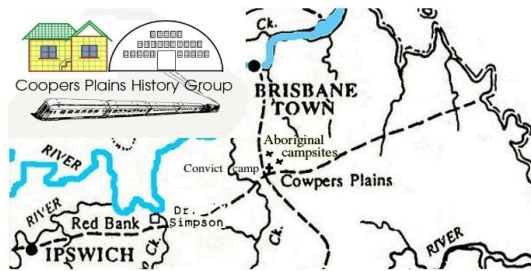 Coopers Plains History Group
Ck.
BRISBANE
TOWN
Aboriginal
campsites
Convict camp
Cowpers Plains
RIVER
RIVER
Red Bank
Dr.
Simpson
IPSWICH
Ck.
Ck.
RIVER